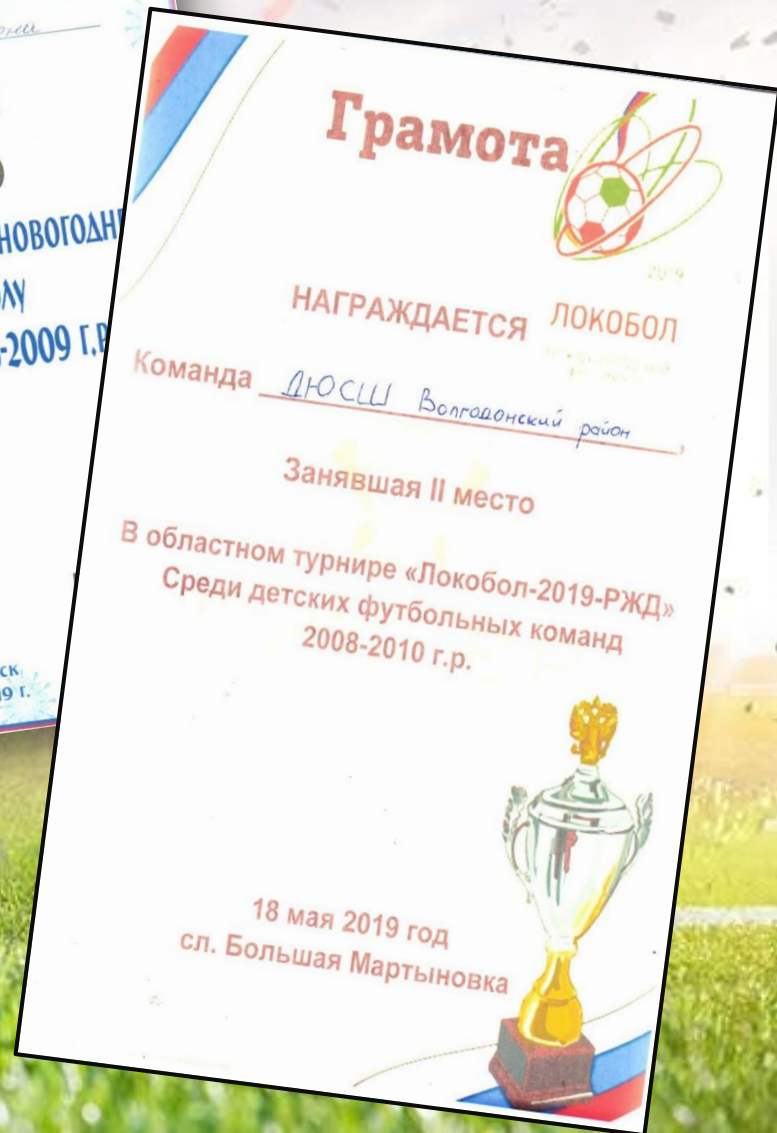 Грамота
2019
НАГРАЖДАЕТСЯ
ЛОКОБОЛ
Команда ДЮСШ Волгодонский район,
Занявшая II место
В областном турнире «Локобол-2019-РЖД»
Среди детских футбольных команд
2008-2010 г.р.
18 мая 2019 год
сл. Большая Мартыновка
-2009 г.р